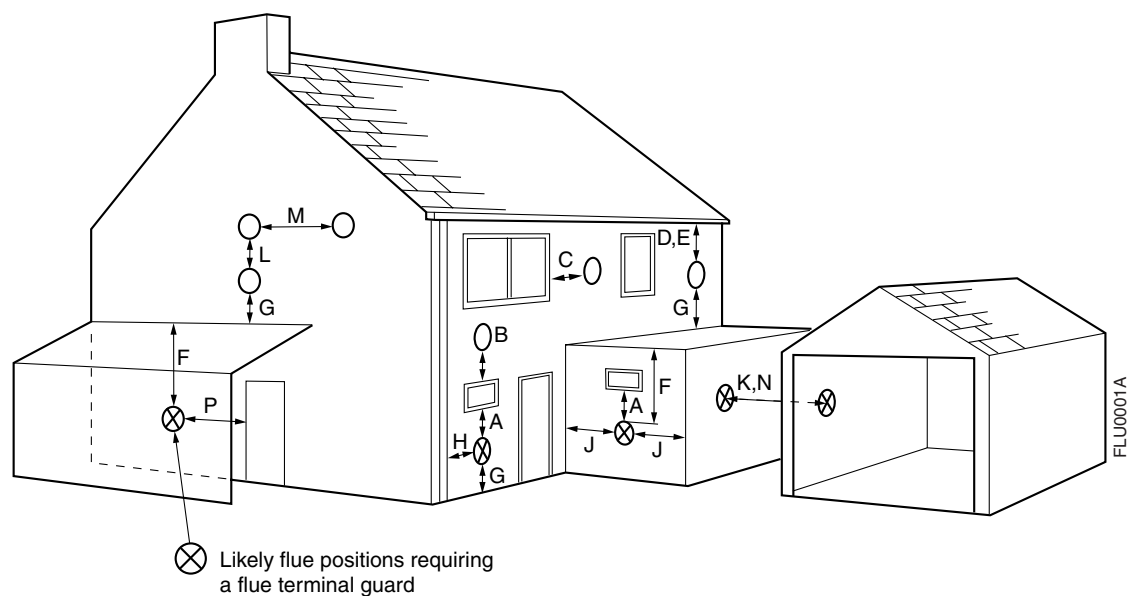 M
L
G
F
P
C
B
A
H
G
D,E
G
F
A
J
J
K,N
FLU0001A
Likely flue positions requiring
a flue terminal guard